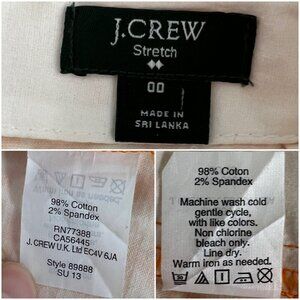 J.CREW
Stretch
00
MADE IN
SRI LANKA
98% Cotton
2% Spandex
RN77388
CA56445
J.CREW U.K. Ltd EC4V 6JA
Style 89888
SU 13
98% Coton
2% Spandex
Machine wash cold
gentle cycle,
with like colors.
Non chlorine
bleach only.
Line dry.
Warm iron as needed.